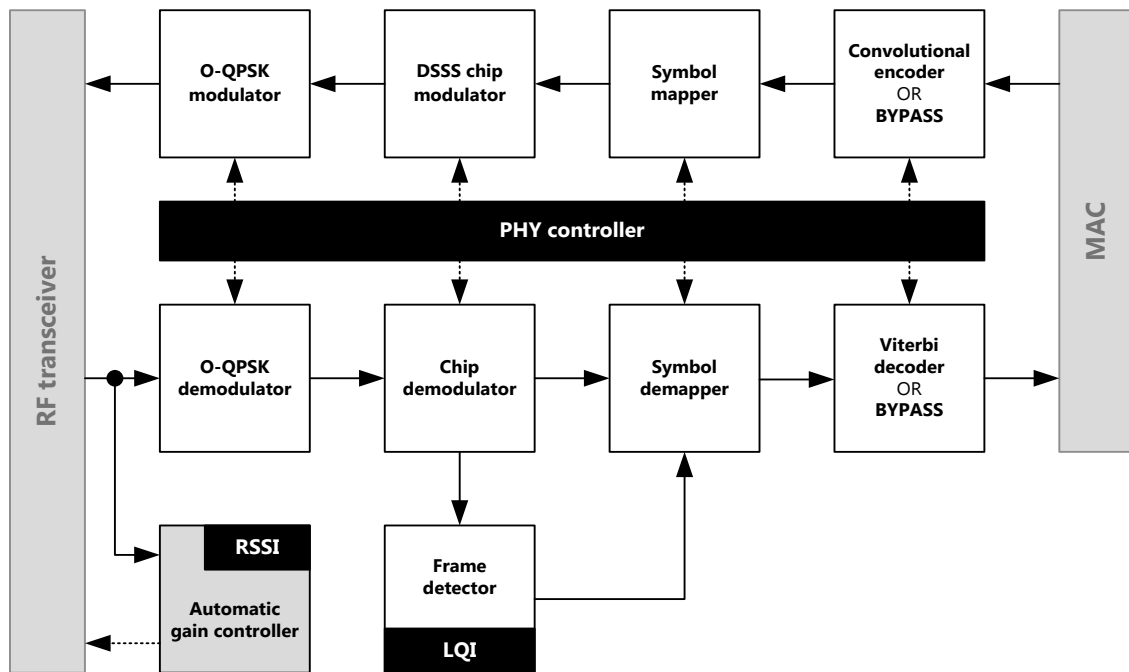 RF transceiver
O-QPSK
modulator
DSSS chip
modulator
Symbol
mapper
Convolutional
encoder
OR
BYPASS
MAC
PHY controller
O-QPSK
demodulator
Chip
demodulator
Symbol
demapper
Viterbi
decoder
OR
BYPASS
RSSI
Automatic
gain controller
Frame
detector
LQI